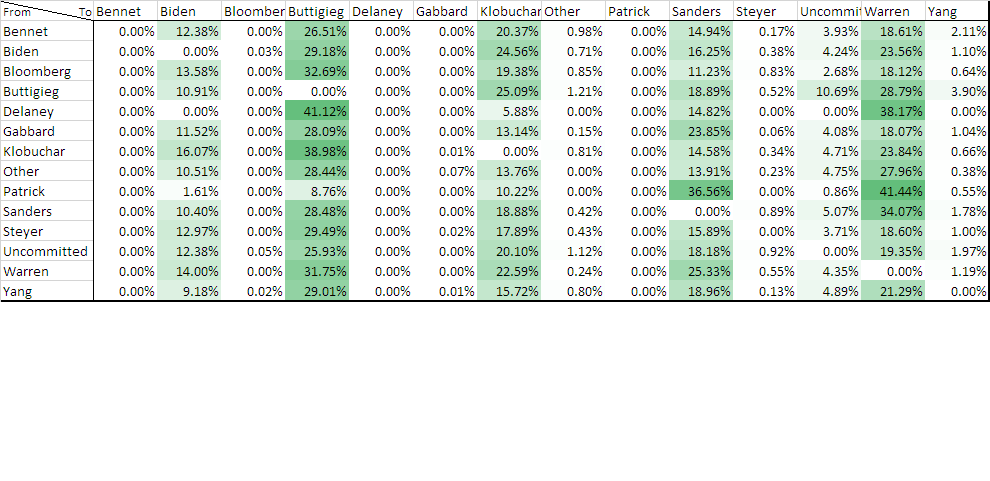 From To Bennet Biden Bloomber Buttigieg Delaney Gabbard Klobuchar Other Patrick Sanders Steyer Uncommit Warren Yang
Bennet 0.00% 12.38% 0.00% 26.51% 0.00% 0.00% 20.37% 0.98% 0.00% 14.94% 0.17% 3.93% 18.61% 2.11%
Biden 0.00% 0.00% 0.03% 29.18% 0.00% 0.00% 24.56% 0.71% 0.00% 16.25% 0.38% 4.24% 23.56% 1.10%
Bloomberg 0.00% 13.58% 0.00% 32.69% 0.00% 0.00% 19.38% 0.85% 0.00% 11.23% 0.83% 2.68% 18.12% 0.64%
Buttigieg 0.00% 10.91% 0.00% 0.00% 0.00% 0.00% 25.09% 1.21% 0.00% 18.89% 0.52% 10.69% 28.79% 3.90%
Delaney 0.00% 0.00% 0.00% 41.12% 0.00% 0.00% 5.88% 0.00% 0.00% 14.82% 0.00% 0.00% 38.17% 0.00%
Gabbard 0.00% 11.52% 0.00% 28.09% 0.00% 0.00% 13.14% 0.15% 0.00% 23.85% 0.06% 4.08% 18.07% 1.04%
Klobuchar 0.00% 16.07% 0.00% 38.98% 0.00% 0.01% 0.00% 0.81% 0.00% 14.58% 0.34% 4.71% 23.84% 0.66%
Other 0.00% 10.51% 0.00% 28.44% 0.00% 0.07% 13.76% 0.00% 0.00% 13.91% 0.23% 4.75% 27.96% 0.38%
Patrick 0.00% 1.61% 0.00% 8.76% 0.00% 0.00% 10.22% 0.00% 0.00% 36.56% 0.00% 0.86% 41.44% 0.55%
Sanders 0.00% 10.40% 0.00% 28.48% 0.00% 0.00% 18.88% 0.42% 0.00% 0.00% 0.89% 5.07% 34.07% 1.78%
Steyer 0.00% 12.97% 0.00% 29.49% 0.00% 0.02% 17.89% 0.43% 0.00% 15.89% 0.00% 3.71% 18.60% 1.00%
Uncommitted 0.00% 12.38% 0.05% 25.93% 0.00% 0.00% 20.10% 1.12% 0.00% 18.18% 0.92% 0.00% 19.35% 1.97%
Warren 0.00% 14.00% 0.00% 31.75% 0.00% 0.00% 22.59% 0.24% 0.00% 25.33% 0.55% 4.35% 0.00% 1.19%
Yang 0.00% 9.18% 0.02% 29.01% 0.00% 0.01% 15.72% 0.80% 0.00% 18.96% 0.13% 4.89% 21.29% 0.00%